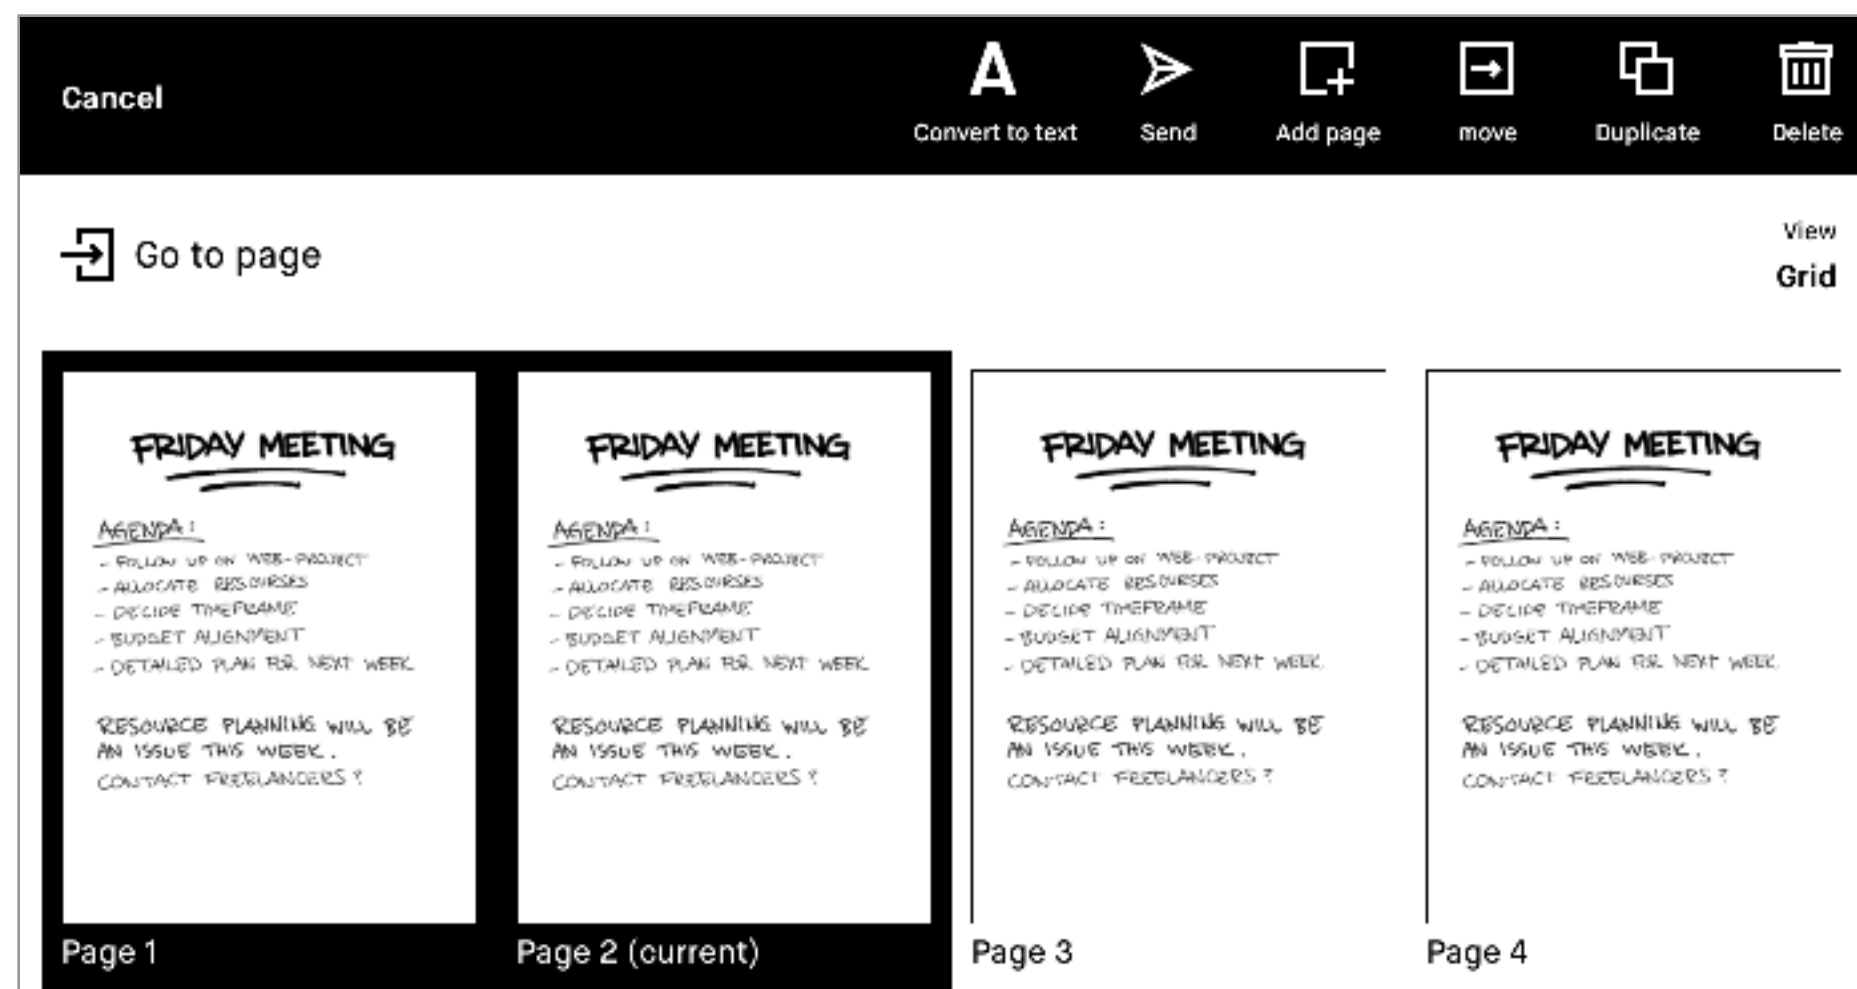 Cancel
Convert to text
Send
Add page
move
Duplicate
Delete
Go to page
View
Grid
FRIDAY MEETING
AGENDA:
- FOLLOW UP ON WEB-PROJECT
- ALLOCATE RESOURSES
- DECIDE TIMEFRAME
- BUDGET ALIGNMENT
- DETAILED PLAN FOR NEXT WEEK
RESOURCE PLANNING WILL BE
AN ISSUE THIS WEEK.
CONTACT FREELANCERS?
Page 1
FRIDAY MEETING
AGENDA:
- FOLLOW UP ON WEB-PROJECT
- ALLOCATE RESOURSES
- DECIDE TIMEFRAME
- BUDGET ALIGNMENT
- DETAILED PLAN FOR NEXT WEEK
RESOURCE PLANNING WILL BE
AN ISSUE THIS WEEK.
CONTACT FREELANCERS?
Page 2 (current)
FRIDAY MEETING
AGENDA:
- FOLLOW UP ON WEB-PROJECT
- ALLOCATE RESOURSES
- DECIDE TIMEFRAME
- BUDGET ALIGNMENT
- DETAILED PLAN FOR NEXT WEEK
RESOURCE PLANNING WILL BE
AN ISSUE THIS WEEK.
CONTACT FREELANCERS?
Page 3
FRIDAY MEETING
AGENDA:
- FOLLOW UP ON WEB-PROJECT
- ALLOCATE RESOURSES
- DECIDE TIMEFRAME
- BUDGET ALIGNMENT
- DETAILED PLAN FOR NEXT WEEK
RESOURCE PLANNING WILL BE
AN ISSUE THIS WEEK.
CONTACT FREELANCERS?
Page 4